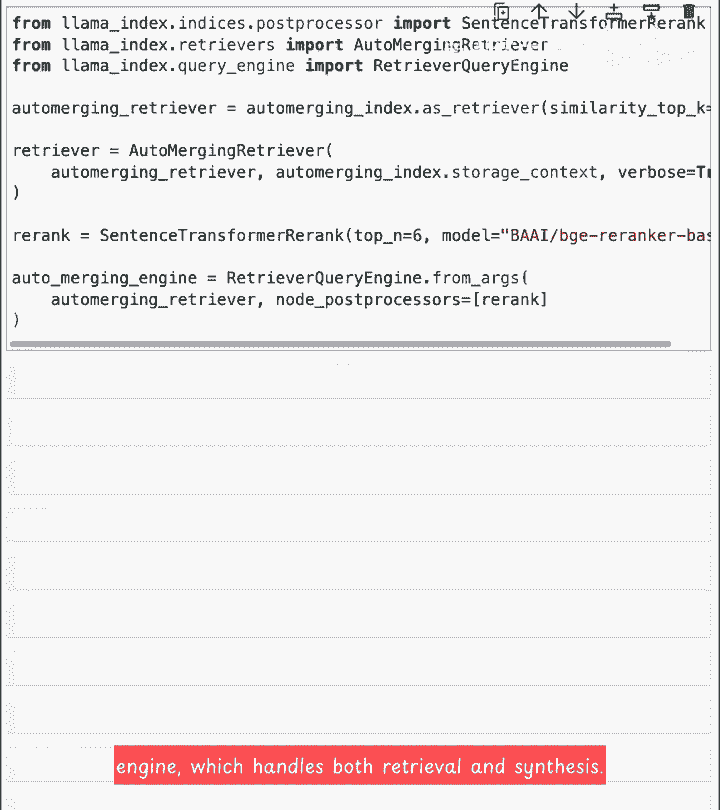 from llama_index.indices.postprocessor import SentenceTransformerRerank
from llama_index.retrievers import AutoMergingRetriever
from llama_index.query_engine import RetrieverQueryEngine
automerging_retriever = automerging_index.as_retriever(similarity_top_k=
retriever = AutoMergingRetriever(
    automerging_retriever, automerging_index.storage_context, verbose=Tr
)
rerank = SentenceTransformerRerank(top_n=6, model="BAAI/bge-reranker-bas
auto_merging_engine = RetrieverQueryEngine.from_args(
    automerging_retriever, node_postprocessors=[rerank]
)
engine, which handles both retrieval and synthesis.